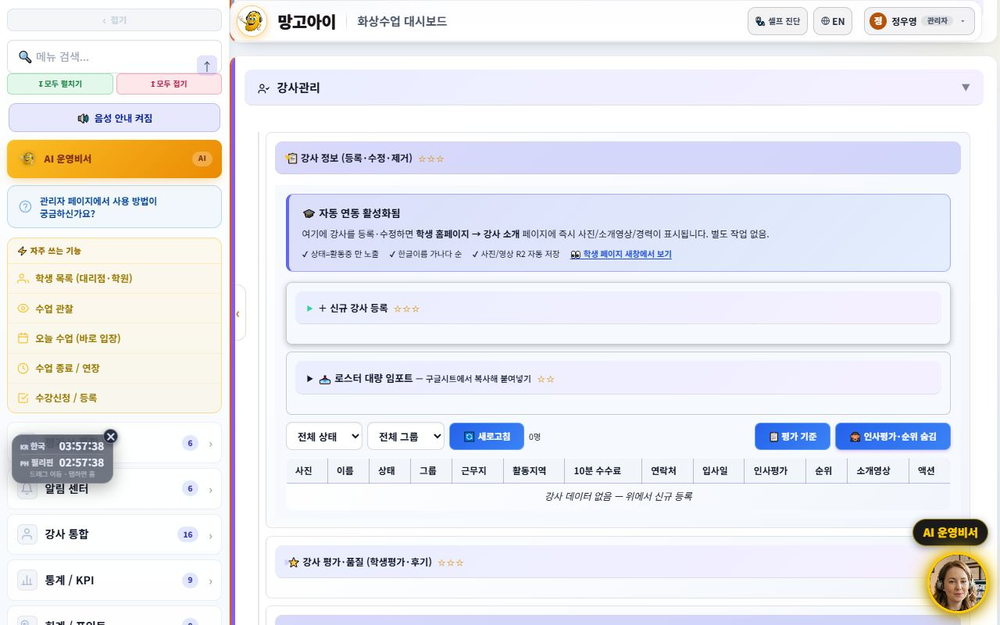 ‹ 접기
🔍 메뉴 검색...
↑
↧ 모두 펼치기
↥ 모두 접기
🔊 음성 안내 켜짐
AI 운영비서 AI
관리자 페이지에서 사용 방법이
궁금하신가요?
자주 쓰는 기능
학생 목록 (대리점·학원)
수업 관찰
오늘 수업 (바로 입장)
수업 종료 / 연장
수강신청 / 등록
6 ›
KR 한국 03:57:38
PH 필리핀 02:57:38
드래그 이동 · 탭하면 홈
알림 센터 6 ›
강사 통합 16 ›
통계 / KPI 9 ›
망고아이 화상수업 대시보드
셀프 진단
EN
정 정우영 관리자
강사관리 ▼
강사 정보 (등록·수정·제거) ☆☆☆
🎓 자동 연동 활성화됨
여기에 강사를 등록·수정하면 학생 홈페이지 → 강사 소개 페이지에 즉시 사진/소개영상/경력이 표시됩니다. 별도 작업 없음.
✓ 상태=활동중 만 노출 ✓ 한글이름 가나다 순 ✓ 사진/영상 R2 자동 저장 👀 학생 페이지 새창에서 보기
▶ ＋ 신규 강사 등록 ☆☆☆
▶ 📥 로스터 대량 임포트 — 구글시트에서 복사해 붙여넣기 ☆☆
전체 상태 전체 그룹 🔄 새로고침 0명 📋 평가 기준 🙈 인사평가·순위 숨김
사진 이름 상태 그룹 근무지 활동지역 10분 수수료 연락처 입사일 인사평가 순위 소개영상 액션
강사 데이터 없음 — 위에서 신규 등록
⭐ 강사 평가·품질 (학생평가·후기) ☆☆☆
AI 운영비서